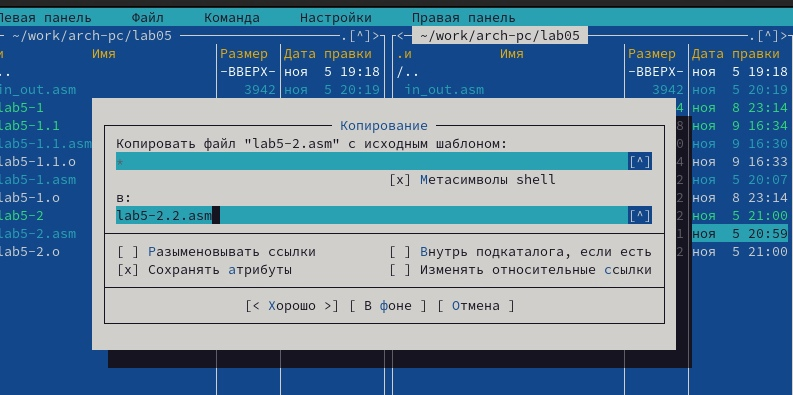 Левая панель Файл Команда Настройки Правая панель
~/work/arch-pc/lab05 .[^]> <- ~/work/arch-pc/lab05 .[^]>
и Имя Размер Дата правки .и Имя Размер Дата правки
.. -ВВЕРХ- ноя 5 19:18 /.. -ВВЕРХ- ноя 5 19:18
in_out.asm 3942 ноя 5 20:19 in_out.asm 3942 ноя 5 20:19
lab5-1 4 ноя 8 23:14
lab5-1.1 Копирование 8 ноя 9 16:34
lab5-1.1.asm Копировать файл "lab5-2.asm" с исходным шаблоном: 0 ноя 9 16:30
lab5-1.1.o * [^] 4 ноя 9 16:33
lab5-1.asm [x] Метасимволы shell 2 ноя 5 20:07
lab5-1.o в: 2 ноя 8 23:14
lab5-2 lab5-2.2.asm [^] 2 ноя 5 21:00
lab5-2.asm 1 ноя 5 20:59
lab5-2.o [ ] Разыменовывать ссылки [ ] Внутрь подкаталога, если есть 2 ноя 5 21:00
[x] Сохранять атрибуты [ ] Изменять относительные ссылки
[< Хорошо >] [ В фоне ] [ Отмена ]